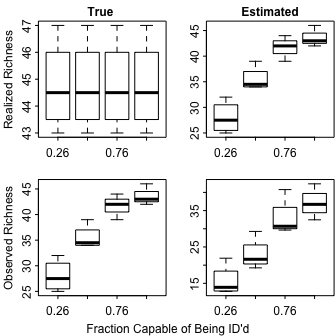 True Estimated
Realized Richness
43 44 45 46 47
0.26 0.76
25 30 35 40 45
0.26 0.76
Observed Richness
25 30 35 40 45
0.26 0.76
15 25 35
0.26 0.76
Fraction Capable of Being ID'd